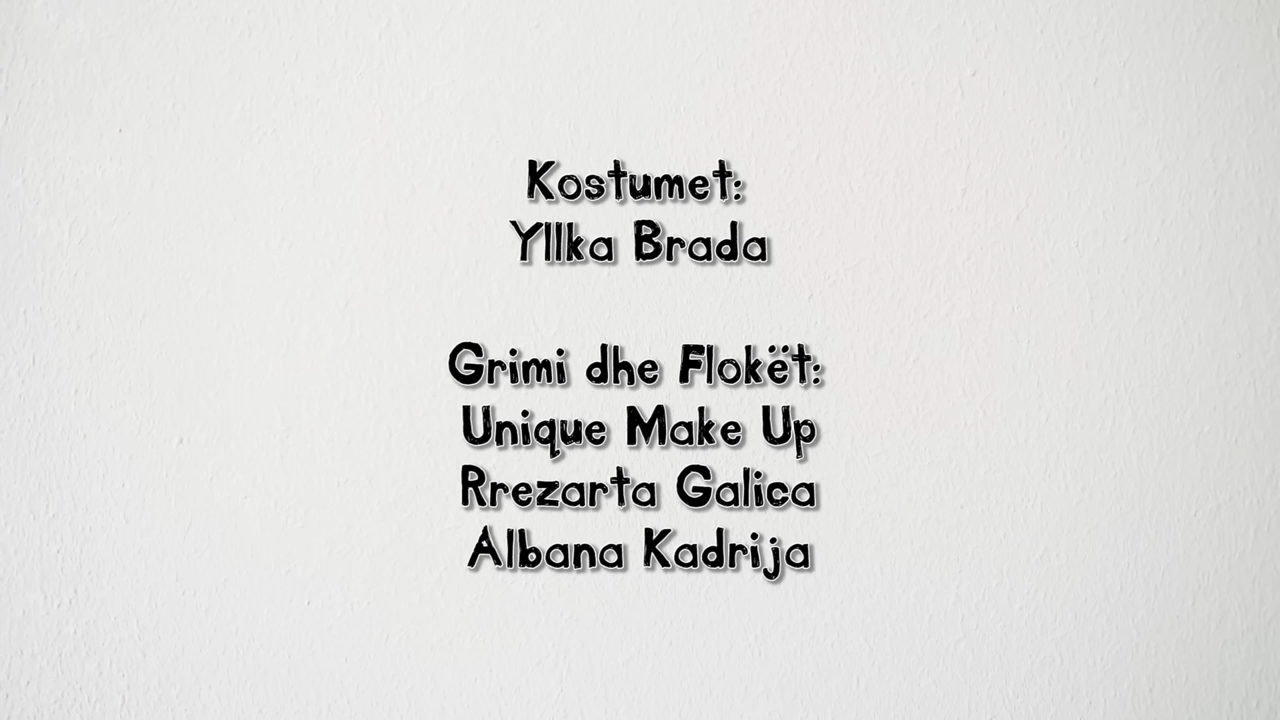 Kostumet:
Yllka Brada
Grimi dhe Flokët:
Unique Make Up
Rrezarta Galica
Albana Kadrija